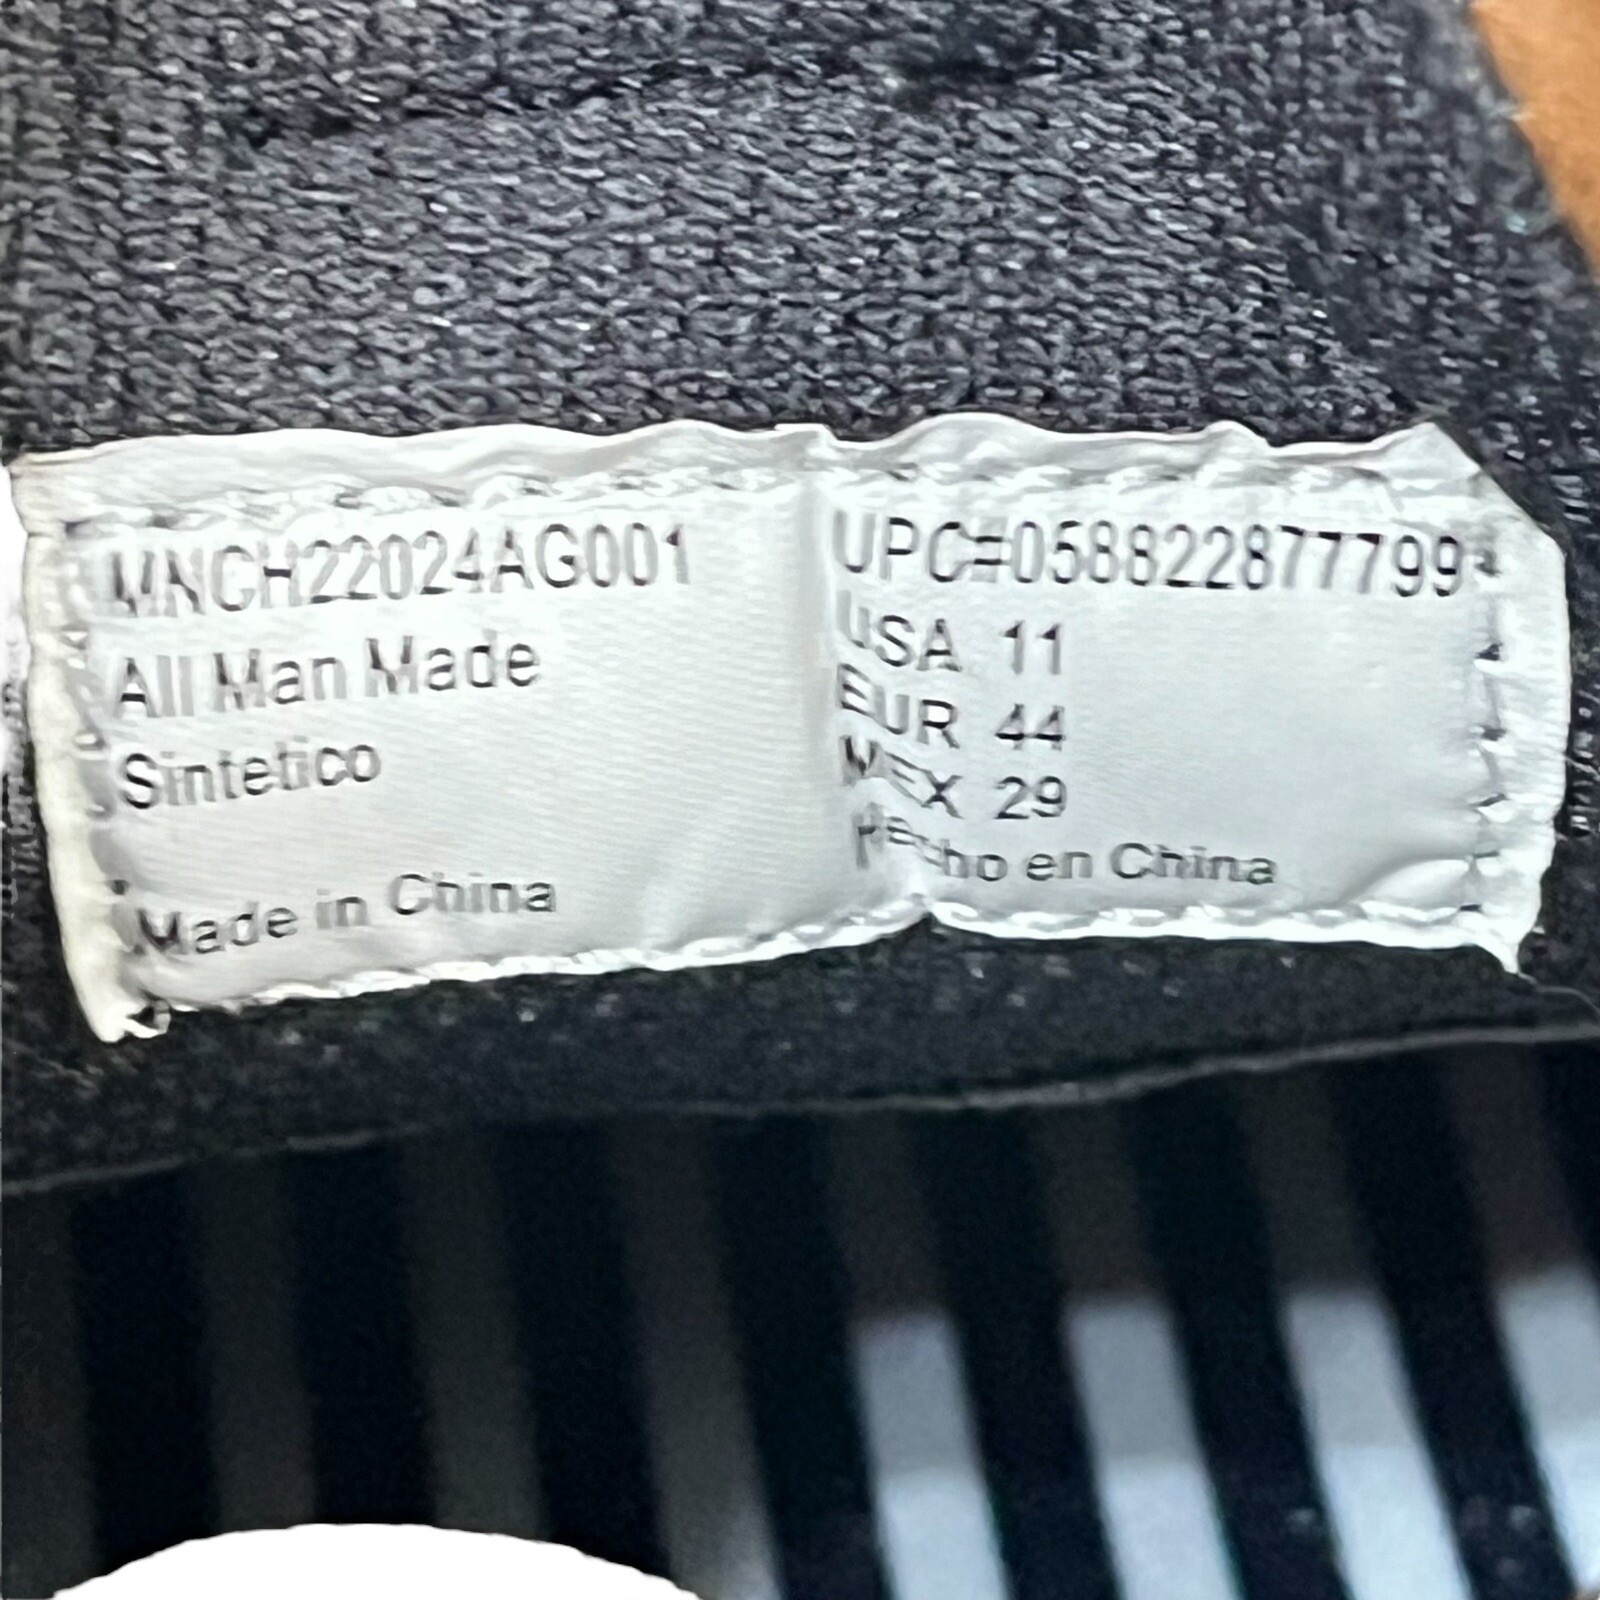 MNCH22024AG001
All Man Made
Sintetico
Made in China
UPC#058822877799
USA 11
EUR 44
MEX 29
Hecho en China